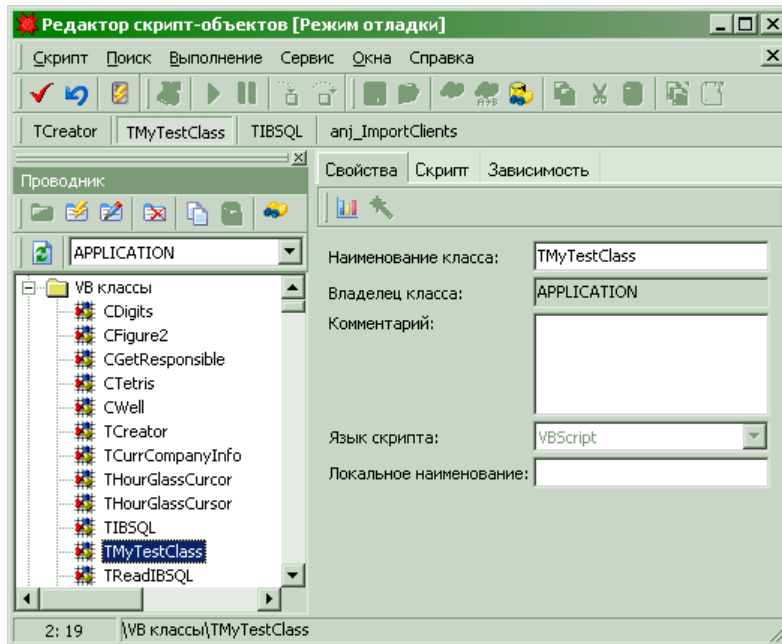 Редактор скрипт-объектов [Режим отладки]
Скрипт Поиск Выполнение Сервис Окна Справка
TCreator TMyTestClass TIBSQL anj_ImportClients
Проводник
APPLICATION
VB классы
CDigits
CFigure2
CGetResponsible
CTetris
CWell
TCreator
TCurrCompanyInfo
THourGlassCurcor
THourGlassCursor
TIBSQL
TMyTestClass
TReadIBSQL
Свойства Скрипт Зависимость
Наименование класса: TMyTestClass
Владелец класса: APPLICATION
Комментарий:
Язык скрипта: VBScript
Локальное наименование:
2: 19 \VB классы\TMyTestClass